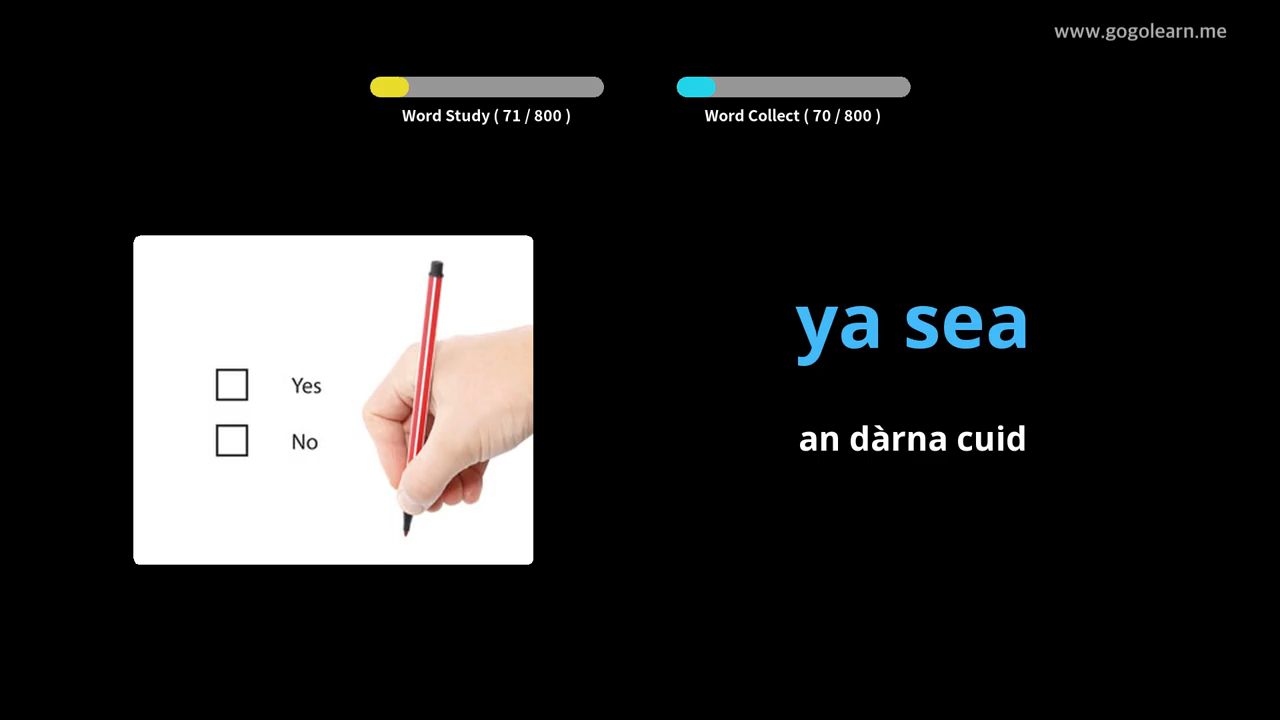 www.gogolearn.me
Word Study ( 71 / 800 )
Word Collect ( 70 / 800 )
Yes
No
ya sea
an dàrna cuid